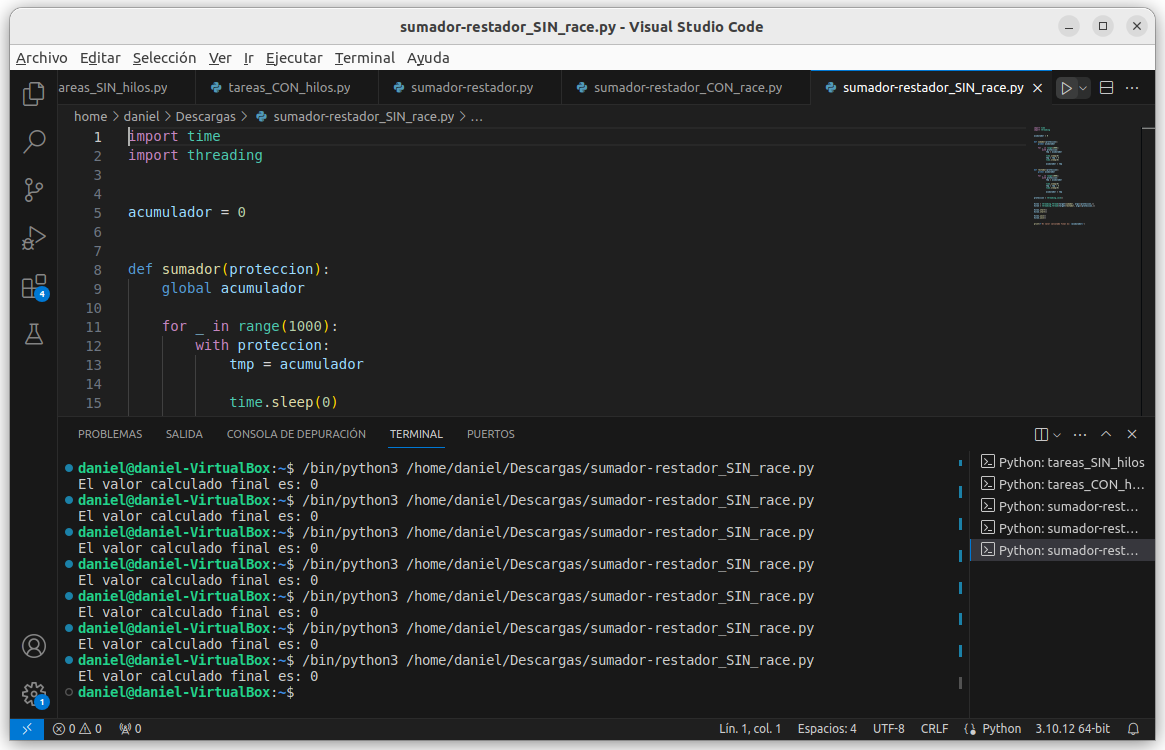 sumador-restador_SIN_race.py - Visual Studio Code
Archivo Editar Selección Ver Ir Ejecutar Terminal Ayuda
areas_SIN_hilos.py tareas_CON_hilos.py sumador-restador.py sumador-restador_CON_race.py sumador-restador_SIN_race.py
home > daniel > Descargas > sumador-restador_SIN_race.py > ...
1 import time
2 import threading
3
4
5 acumulador = 0
6
7
8 def sumador(proteccion):
9 global acumulador
10
11 for _ in range(1000):
12 with proteccion:
13 tmp = acumulador
14
15 time.sleep(0)
4
PROBLEMAS SALIDA CONSOLA DE DEPURACIÓN TERMINAL PUERTOS
daniel@daniel-VirtualBox:~$ /bin/python3 /home/daniel/Descargas/sumador-restador_SIN_race.py
El valor calculado final es: 0
daniel@daniel-VirtualBox:~$ /bin/python3 /home/daniel/Descargas/sumador-restador_SIN_race.py
El valor calculado final es: 0
daniel@daniel-VirtualBox:~$ /bin/python3 /home/daniel/Descargas/sumador-restador_SIN_race.py
El valor calculado final es: 0
daniel@daniel-VirtualBox:~$ /bin/python3 /home/daniel/Descargas/sumador-restador_SIN_race.py
El valor calculado final es: 0
daniel@daniel-VirtualBox:~$ /bin/python3 /home/daniel/Descargas/sumador-restador_SIN_race.py
El valor calculado final es: 0
daniel@daniel-VirtualBox:~$ /bin/python3 /home/daniel/Descargas/sumador-restador_SIN_race.py
El valor calculado final es: 0
daniel@daniel-VirtualBox:~$ /bin/python3 /home/daniel/Descargas/sumador-restador_SIN_race.py
El valor calculado final es: 0
daniel@daniel-VirtualBox:~$
Python: tareas_SIN_hilos
Python: tareas_CON_h...
Python: sumador-rest...
Python: sumador-rest...
Python: sumador-rest...
1
0 0 0 Lín. 1, col. 1 Espacios: 4 UTF-8 CRLF Python 3.10.12 64-bit